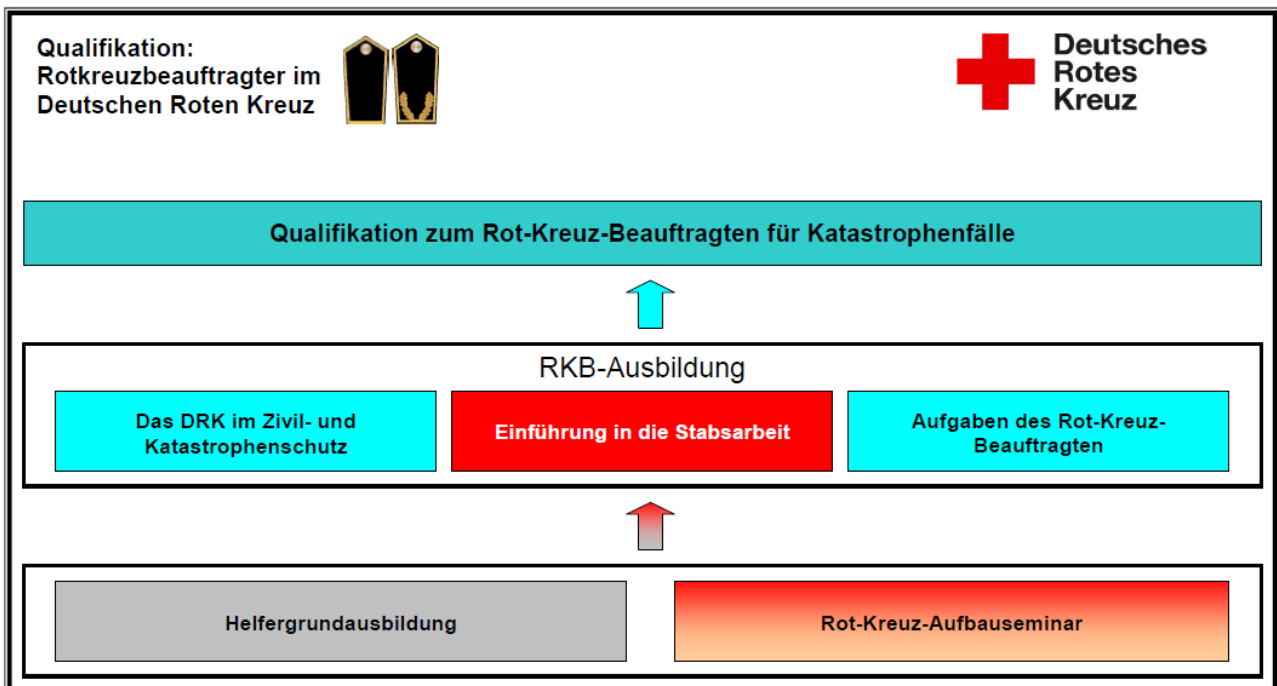 Qualifikation:
Rotkreuzbeauftragter im
Deutschen Roten Kreuz
Deutsches
Rotes
Kreuz
Qualifikation zum Rot-Kreuz-Beauftragten für Katastrophenfälle
RKB-Ausbildung
Das DRK im Zivil- und
Katastrophenschutz
Einführung in die Stabsarbeit
Aufgaben des Rot-Kreuz-
Beauftragten
Helfergrundausbildung
Rot-Kreuz-Aufbauseminar